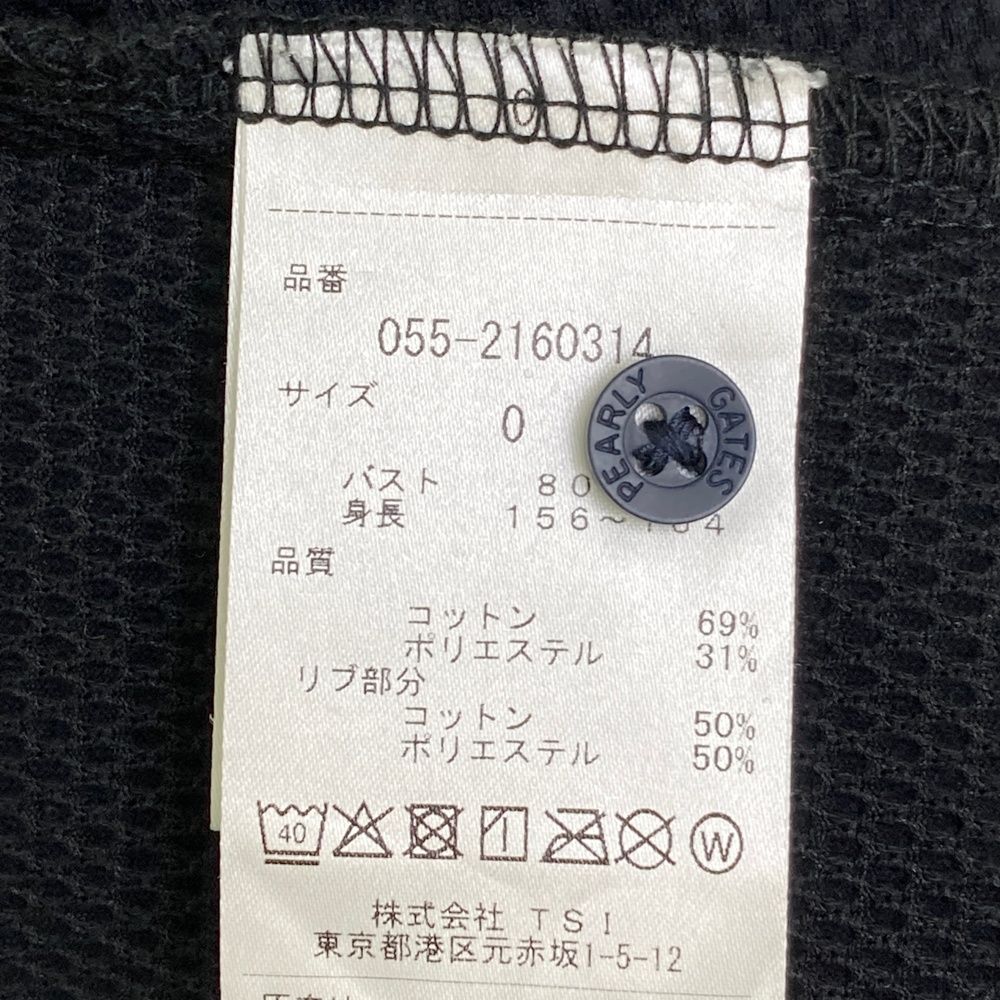 品番
055-2160314
サイズ
0
PEARLY GATES
バスト 80
身長 156～164
品質
コットン 69%
ポリエステル 31%
リブ部分
コットン 50%
ポリエステル 50%
40
W
株式会社 TSI
東京都港区元赤坂1-5-12